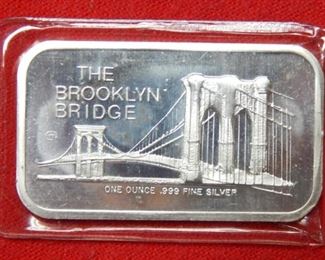 THE
BROOKLYN
BRIDGE
ONE OUNCE .999 FINE SILVER